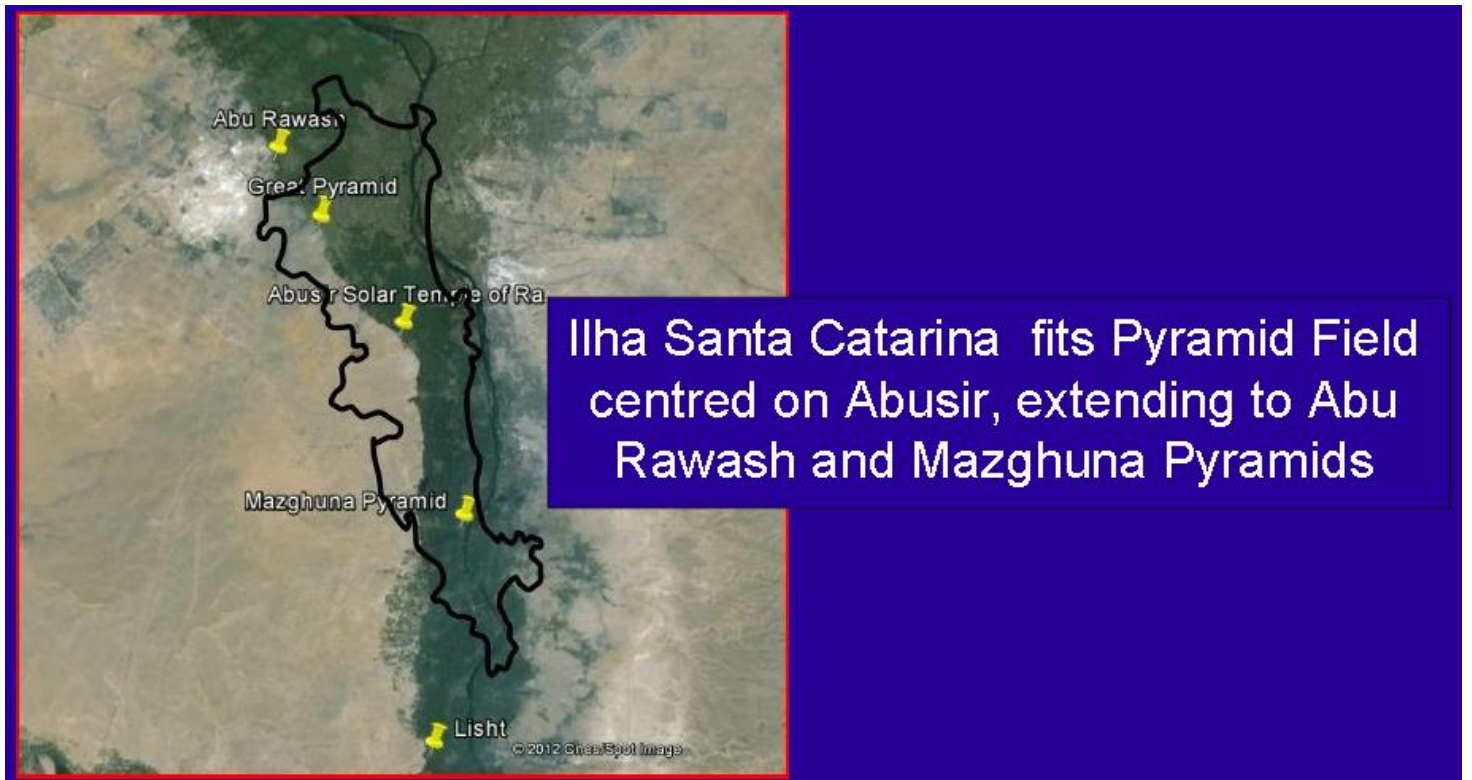 Abu Rawash
Great Pyramid
Abusir Solar Temple of Ra
Ilha Santa Catarina fits Pyramid Field
centred on Abusir, extending to Abu
Rawash and Mazghuna Pyramids
Mazghuna Pyramid
Lisht
© 2012 Cnes/Spot Image